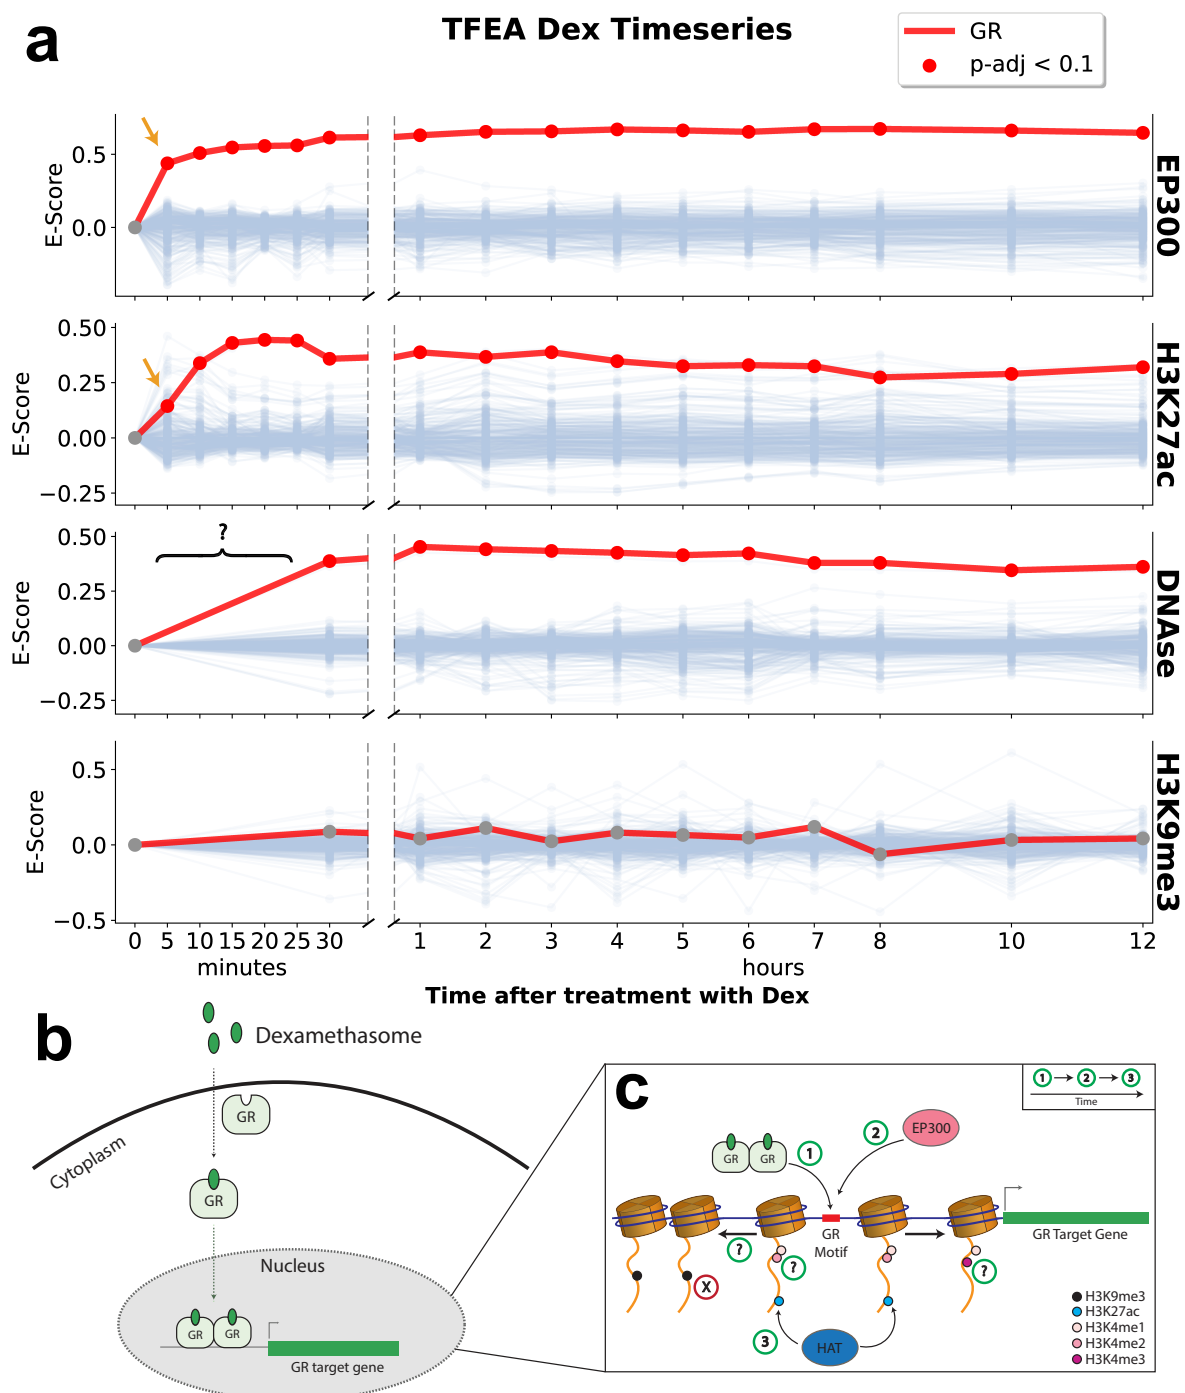 a
TFEA Dex Timeseries
GR
p-adj < 0.1
E-Score
0.5
0.0
EP300
E-Score
0.50
0.25
0.00
−0.25
H3K27ac
E-Score
0.50
0.25
0.00
−0.25
?
DNAse
E-Score
0.5
0.0
−0.5
H3K9me3
0 5 10 15 20 25 30 1 2 3 4 5 6 7 8 10 12
minutes hours
Time after treatment with Dex
b
Dexamethasome
GR
Cytoplasm
GR
Nucleus
GR GR
GR target gene
c
1 2 3
Time
GR GR
1
2
EP300
GR
Motif
GR Target Gene
?
?
?
X
3
HAT
H3K9me3
H3K27ac
H3K4me1
H3K4me2
H3K4me3